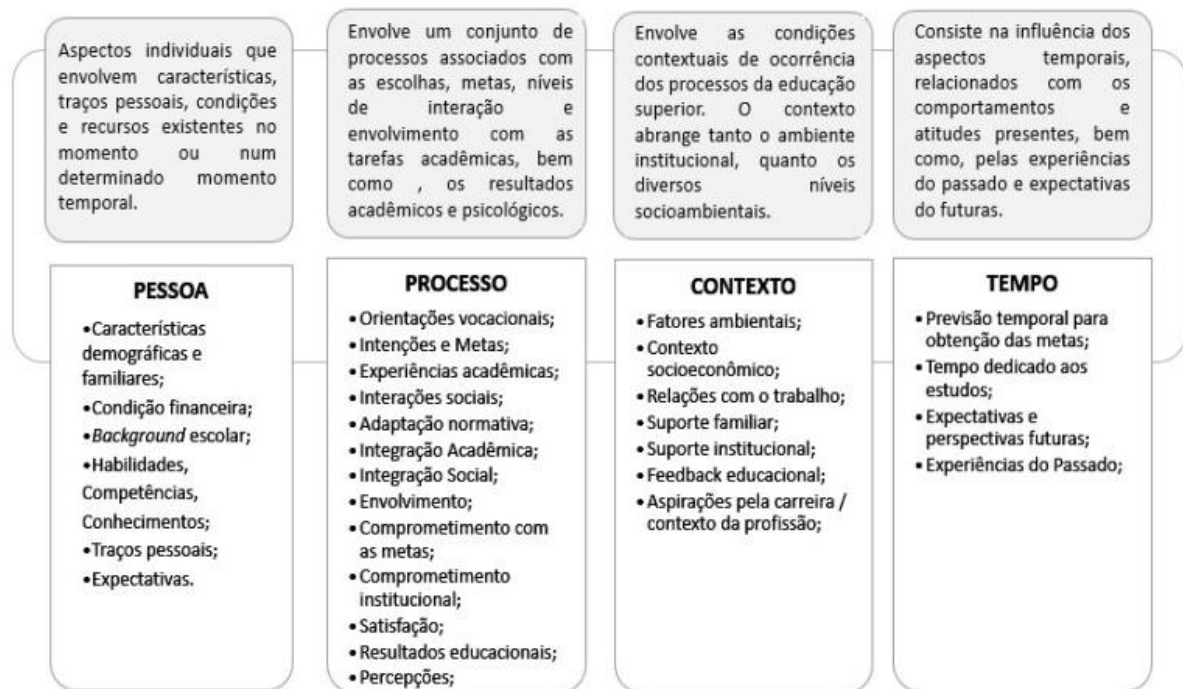 Aspectos individuais que
envolvem características,
traços pessoais, condições
e recursos existentes no
momento ou num
determinado momento
temporal.
Envolve um conjunto de
processos associados com
as escolhas, metas, níveis
de interação e
envolvimento com as
tarefas acadêmicas, bem
como , os resultados
acadêmicos e psicológicos.
Envolve as condições
contextuais de ocorrência
dos processos da educação
superior. O contexto
abrange tanto o ambiente
institucional, quanto os
diversos níveis
socioambientais.
Consiste na influência dos
aspectos temporais,
relacionados com os
comportamentos e
atitudes presentes, bem
como, pelas experiências
do passado e expectativas
do futuras.
PESSOA
•Características
demográficas e
familiares;
•Condição financeira;
•Background escolar;
•Habilidades,
Competências,
Conhecimentos;
•Traços pessoais;
•Expectativas.
PROCESSO
•Orientações vocacionais;
•Intenções e Metas;
•Experiências acadêmicas;
•Interações sociais;
•Adaptação normativa;
•Integração Acadêmica;
•Integração Social;
•Envolvimento;
•Comprometimento com
as metas;
•Comprometimento
institucional;
•Satisfação;
•Resultados educacionais;
•Percepções;
CONTEXTO
•Fatores ambientais;
•Contexto
socioeconômico;
•Relações com o trabalho;
•Suporte familiar;
•Suporte institucional;
•Feedback educacional;
•Aspirações pela carreira /
contexto da profissão;
TEMPO
•Previsão temporal para
obtenção das metas;
•Tempo dedicado aos
estudos;
•Expectativas e
perspectivas futuras;
•Experiências do Passado;